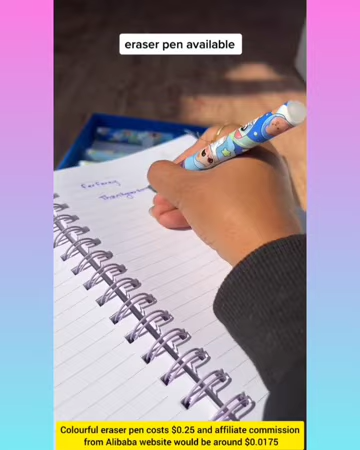 eraser pen available
Colourful eraser pen costs $0.25 and affiliate commission
from Alibaba website would be around $0.0175